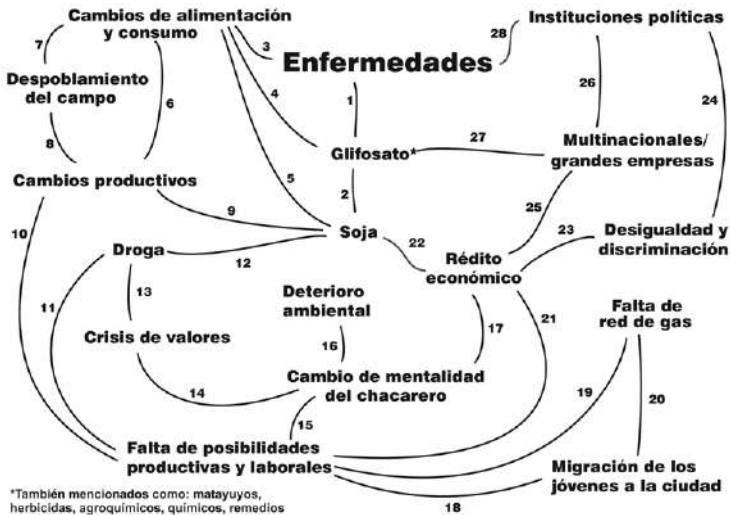 Cambios de alimentación
y consumo
Instituciones políticas
28
7
3
Enfermedades
Despoblamiento
del campo
6
4
1
26
24
8
Glifosato*
27
Multinacionales/
grandes empresas
Cambios productivos
5
2
25
10
9
Soja
22
23
Desigualdad y
discriminación
Droga
12
Rédito
económico
11
13
Deterioro
ambiental
17
21
Falta de
red de gas
Crisis de valores
16
14
Cambio de mentalidad
del chacarero
19
20
15
Falta de posibilidades
productivas y laborales
Migración de los
jóvenes a la ciudad
18
*También mencionados como: matayuyos,
herbicidas, agroquímicos, químicos, remedios